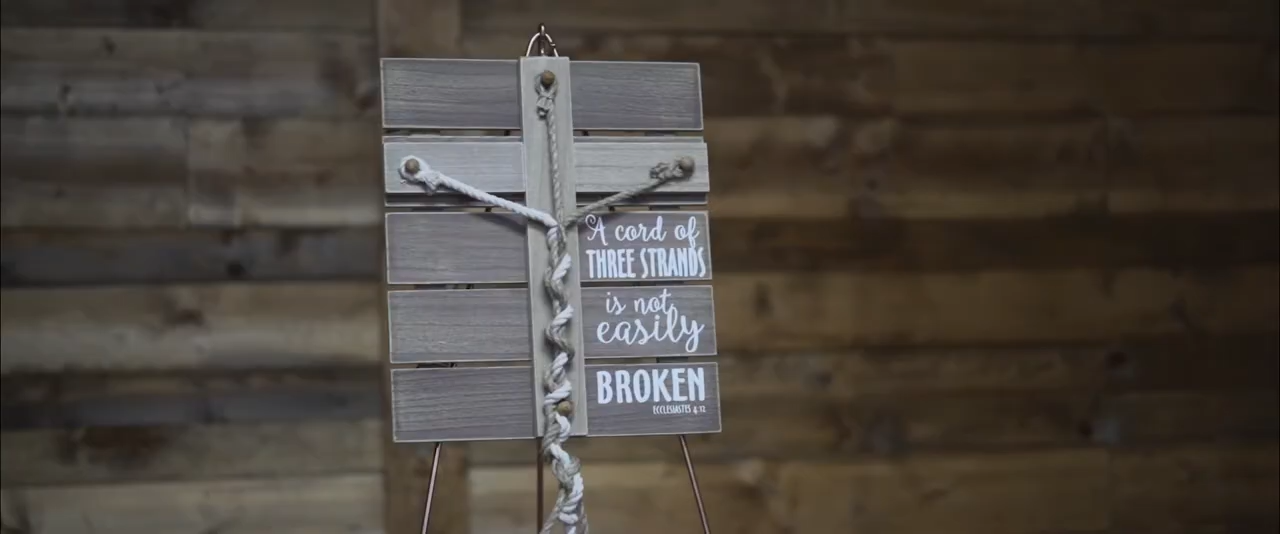 A cord of
THREE STRANDS
is not
easily
BROKEN
ECCLESIASTES 4:12